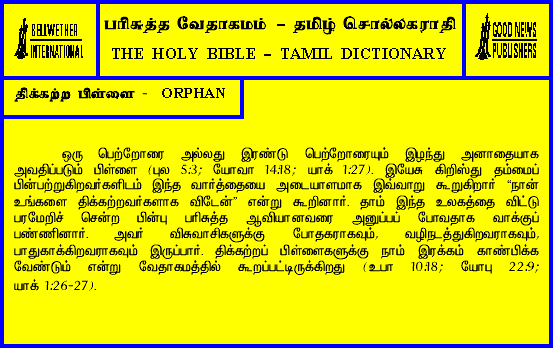 BELLWETHER
INTERNATIONAL
பரிசுத்த வேதாகமம் – தமிழ் சொல்லகராதி
THE HOLY BIBLE – TAMIL DICTIONARY
GOOD NEWS
PUBLISHERS
திக்கற்ற பிள்ளை - ORPHAN
ஒரு பெற்றோரை அல்லது இரண்டு பெற்றோரையும் இழந்து அனாதையாக
அவதிப்படும் பிள்ளை (புல 5:3; யோவா 14:18; யாக் 1:27). இயேசு கிறிஸ்து தம்மைப்
பின்பற்றுகிறவர்களிடம் இந்த வார்த்தையை அடையாளமாக இவ்வாறு கூறுகிறார் “நான்
உங்களை திக்கற்றவர்களாக விடேன்” என்று கூறினார். தாம் இந்த உலகத்தை விட்டு
பரமேறிச் சென்ற பின்பு பரிசுத்த ஆவியானவரை அனுப்பப் போவதாக வாக்குப்
பண்ணினார். அவர் விசுவாசிகளுக்கு போதகராகவும், வழிநடத்துகிறவராகவும்,
பாதுகாக்கிறவராகவும் இருப்பார். திக்கற்றப் பிள்ளைகளுக்கு நாம் இரக்கம் காண்பிக்க
வேண்டும் என்று வேதாகமத்தில் கூறப்பட்டிருக்கிறது (உபா 10:18; யோபு 22:9;
யாக் 1:26-27).